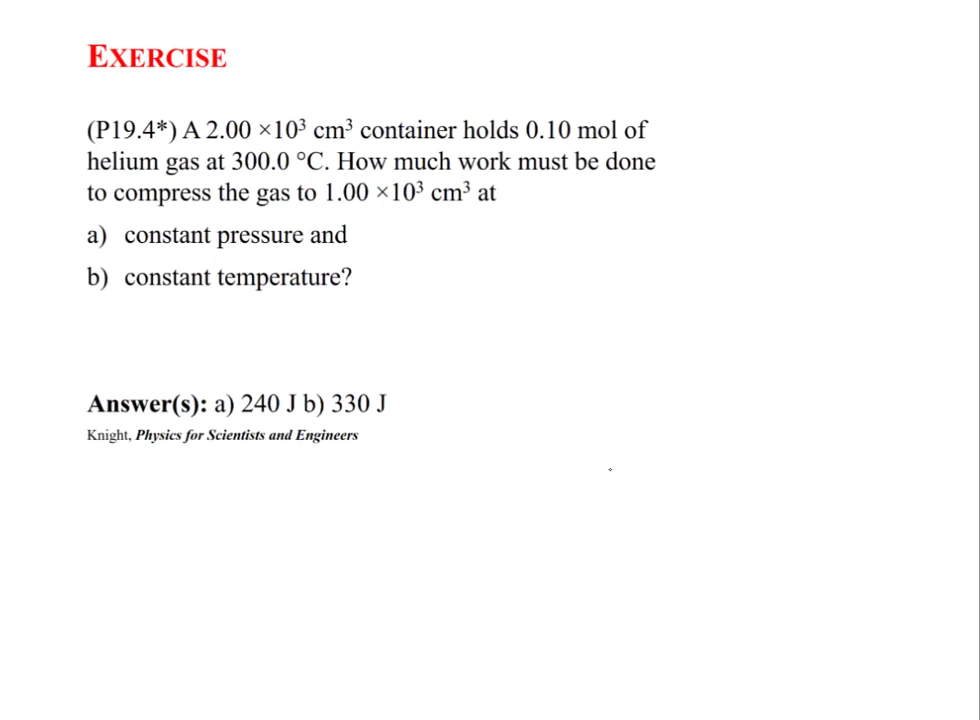 EXERCISE
(P19.4*) A 2.00 ×10³ cm³ container holds 0.10 mol of
helium gas at 300.0 °C. How much work must be done
to compress the gas to 1.00 ×10³ cm³ at
a) constant pressure and
b) constant temperature?
Answer(s): a) 240 J b) 330 J
Knight, Physics for Scientists and Engineers